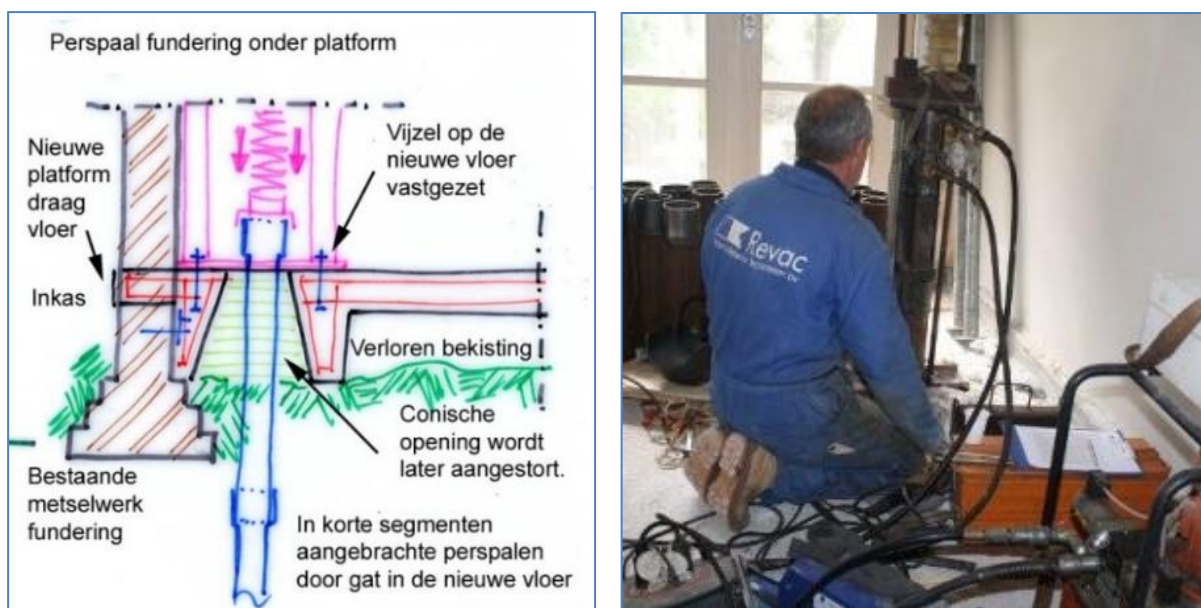 Perspaal fundering onder platform
Nieuwe
platform
draag
vloer
Vijzel op de
nieuwe vloer
vastgezet
Inkas
Verloren bekisting
Conische
opening wordt
later aangestort.
Bestaande
metselwerk
fundering
In korte segmenten
aangebrachte perspalen
door gat in de nieuwe vloer
Revac